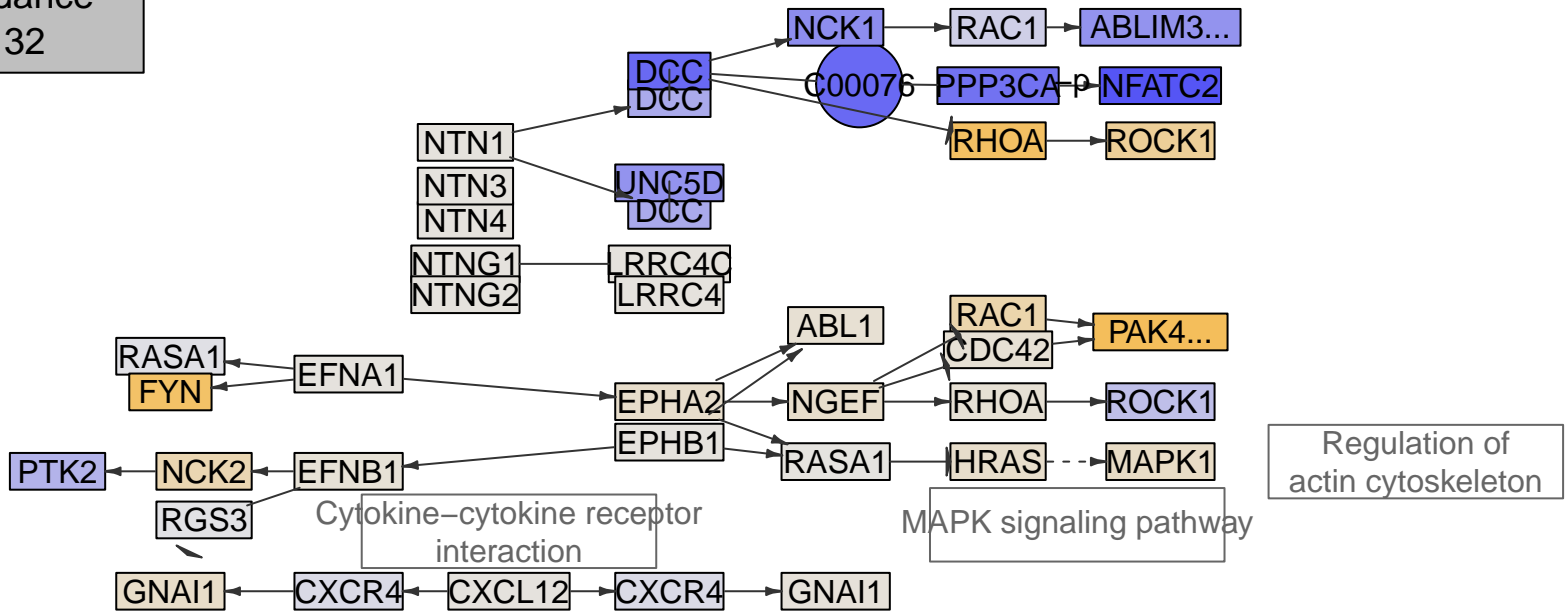 32
NCK1
RAC1
ABLIM3...
DCC
DCC
C00076
PPP3CA
–p
NFATC2
RHOA
ROCK1
NTN1
NTN3
NTN4
UNC5D
DCC
NTNG1
NTNG2
LRRC4C
LRRC4
RASA1
FYN
EFNA1
ABL1
RAC1
CDC42
PAK4...
EPHA2
EPHB1
NGEF
RHOA
ROCK1
RASA1
HRAS
MAPK1
PTK2
NCK2
EFNB1
RGS3
Regulation of
actin cytoskeleton
Cytokine−cytokine receptor
interaction
MAPK signaling pathway
GNAI1
CXCR4
CXCL12
CXCR4
GNAI1